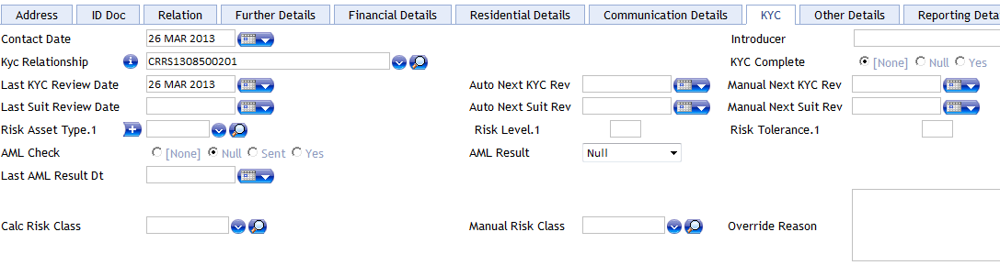 Address ID Doc Relation Further Details Financial Details Residential Details Communication Details KYC Other Details Reporting Deta
Contact Date 26 MAR 2013 Introducer
Kyc Relationship CRRS1308500201 KYC Complete [None] Null Yes
Last KYC Review Date 26 MAR 2013 Auto Next KYC Rev Manual Next KYC Rev
Last Suit Review Date Auto Next Suit Rev Manual Next Suit Rev
Risk Asset Type.1 Risk Level.1 Risk Tolerance.1
AML Check [None] Null Sent Yes AML Result Null
Last AML Result Dt
Calc Risk Class Manual Risk Class Override Reason